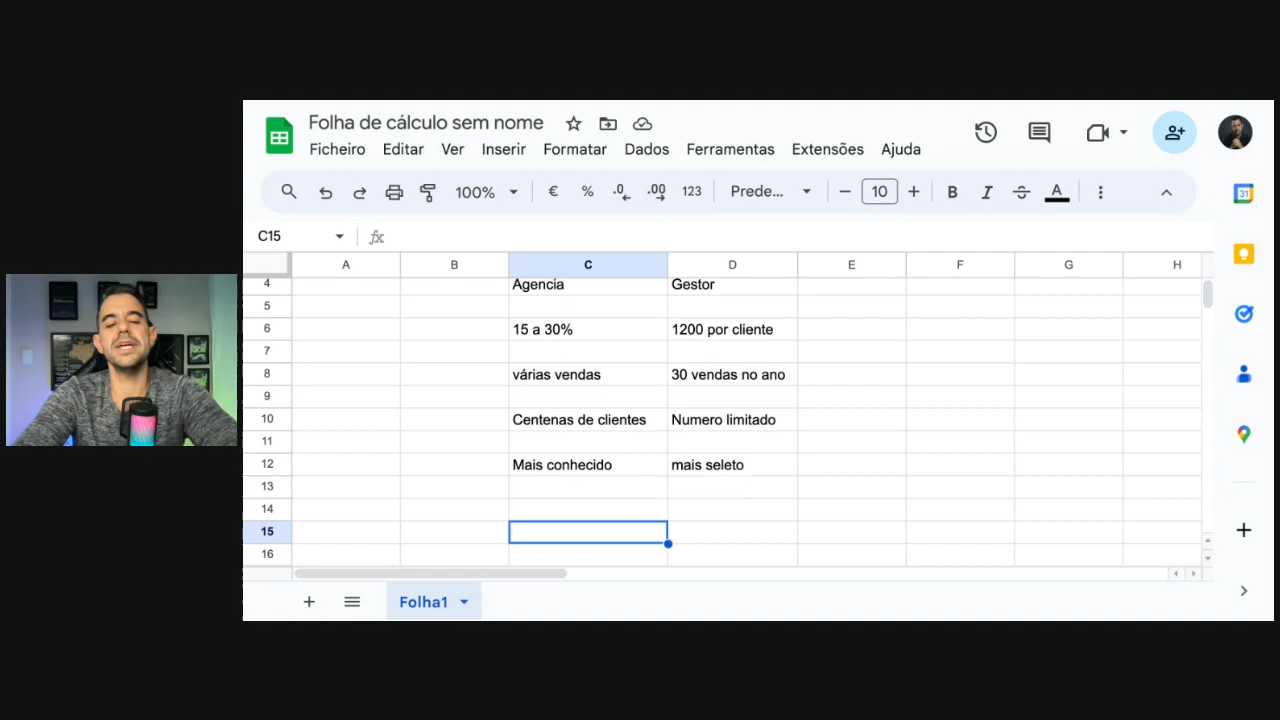 Folha de cálculo sem nome
Ficheiro Editar Ver Inserir Formatar Dados Ferramentas Extensões Ajuda
100% € % .0 .00 123 Prede... 10 B I A
C15 fx
A B C D E F G H
4 Agencia Gestor
5
6 15 a 30% 1200 por cliente
7
8 várias vendas 30 vendas no ano
9
10 Centenas de clientes Numero limitado
11
12 Mais conhecido mais seleto
13
14
15
16
Folha1
31